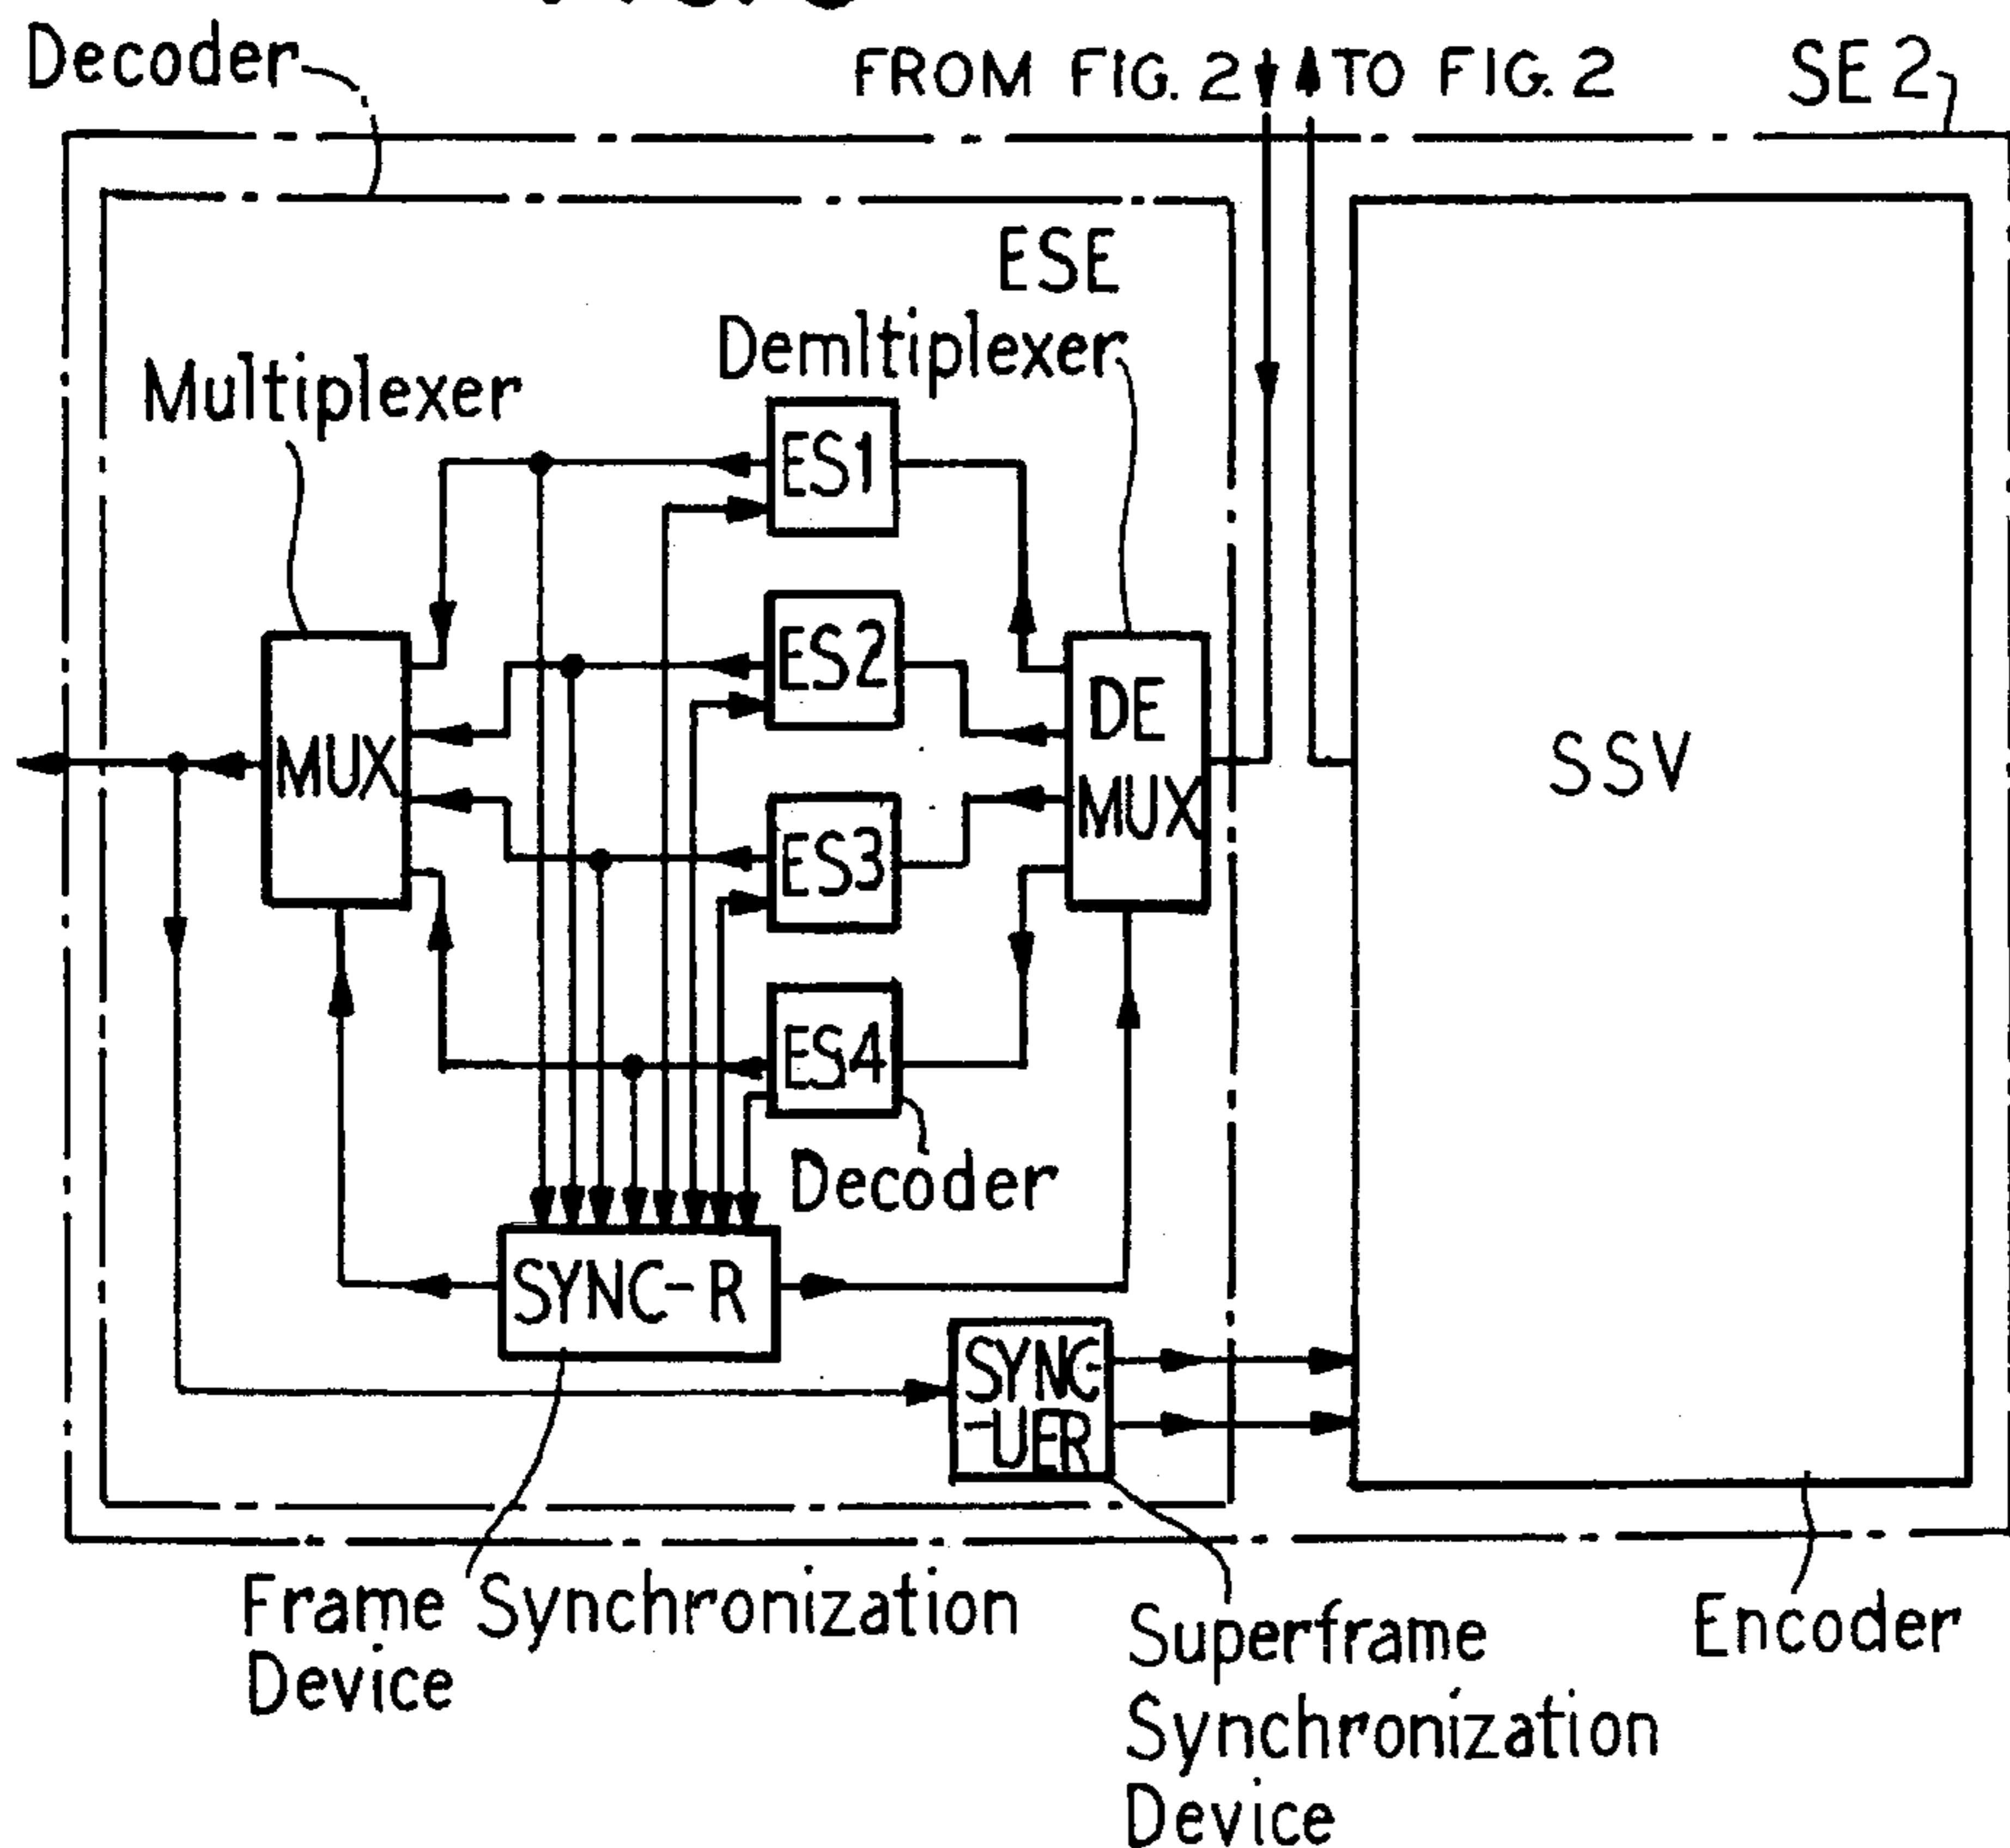 Decoder
FROM FIG. 2
TO FIG. 2
SE 2
ESE
Demltiplexer
Multiplexer
ES1
ES2
DE
MUX
MUX
SSV
ES3
ES4
Decoder
SYNC-R
SYNC-
-UER
Frame Synchronization
Device
Superframe
Synchronization
Device
Encoder